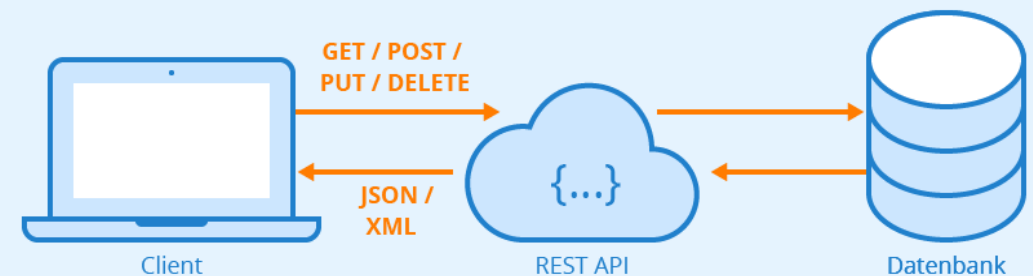 GET / POST /
PUT / DELETE
{...}
JSON /
XML
Client
REST API
Datenbank